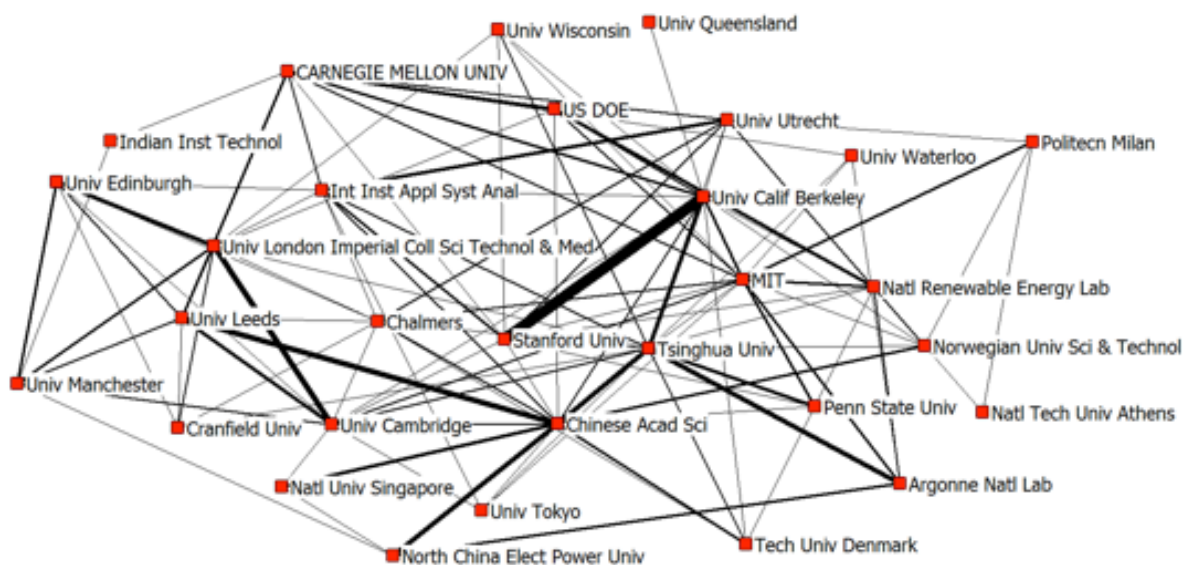 Univ Queensland
Univ Wisconsin
CARNEGIE MELLON UNIV
US DOE
Univ Utrecht
Indian Inst Technol
Politecn Milan
Univ Waterloo
Univ Edinburgh
Int Inst Appl Syst Anal
Univ Calif Berkeley
Univ London Imperial Coll Sci Technol & Med
MIT
Natl Renewable Energy Lab
Univ Leeds
Chalmers
Stanford Univ
Tsinghua Univ
Norwegian Univ Sci & Technol
Univ Manchester
Penn State Univ
Natl Tech Univ Athens
Cranfield Univ
Univ Cambridge
Chinese Acad Sci
Natl Univ Singapore
Argonne Natl Lab
Univ Tokyo
Tech Univ Denmark
North China Elect Power Univ